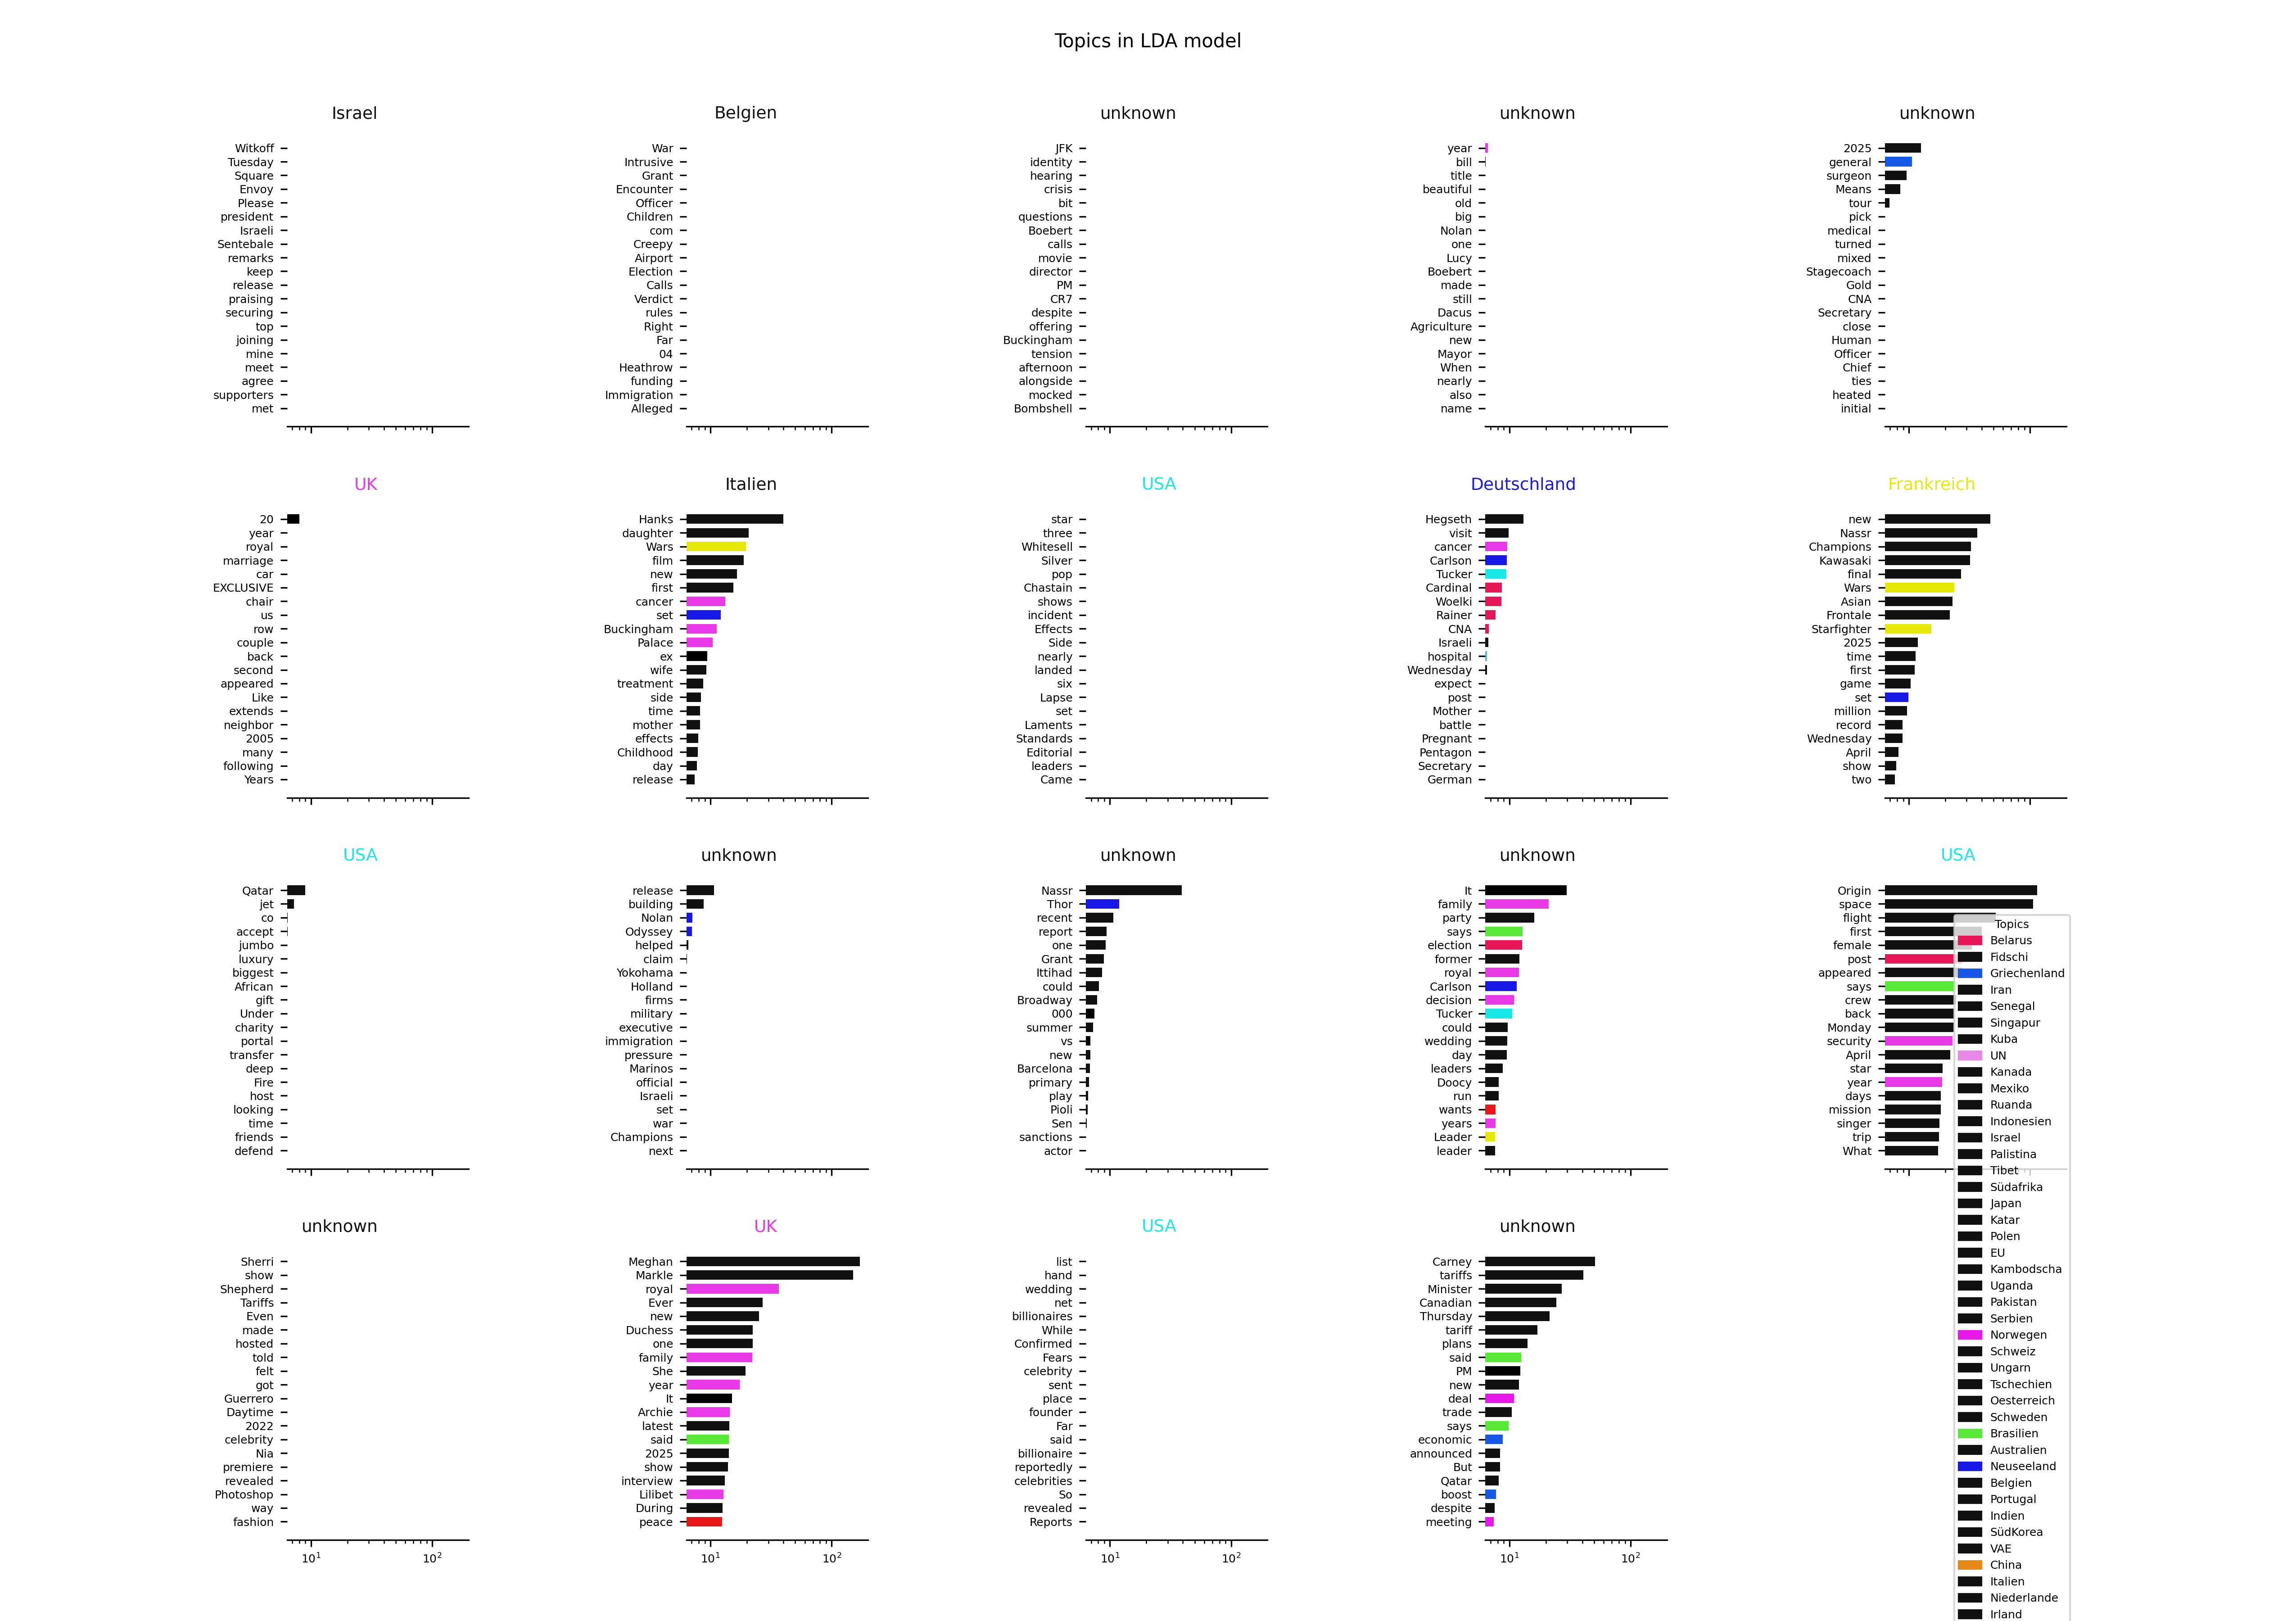 Topics in LDA model
Israel
Witkoff
Tuesday
Square
Envoy
Please
president
Israeli
Sentebale
remarks
keep
release
praising
securing
top
joining
mine
meet
agree
supporters
met
Belgien
War
Intrusive
Grant
Encounter
Officer
Children
com
Creepy
Airport
Election
Calls
Verdict
rules
Right
Far
04
Heathrow
funding
Immigration
Alleged
unknown
JFK
identity
hearing
crisis
bit
questions
Boebert
calls
movie
director
PM
CR7
despite
offering
Buckingham
tension
afternoon
alongside
mocked
Bombshell
unknown
year
bill
title
beautiful
old
big
Nolan
one
Lucy
Boebert
made
still
Dacus
Agriculture
new
Mayor
When
nearly
also
name
unknown
2025
general
surgeon
Means
tour
pick
medical
turned
mixed
Stagecoach
Gold
CNA
Secretary
close
Human
Officer
Chief
ties
heated
initial
UK
20
year
royal
marriage
car
EXCLUSIVE
chair
us
row
couple
back
second
appeared
Like
extends
neighbor
2005
many
following
Years
Italien
Hanks
daughter
Wars
film
new
first
cancer
set
Buckingham
Palace
ex
wife
treatment
side
time
mother
effects
Childhood
day
release
USA
star
three
Whitesell
Silver
pop
Chastain
shows
incident
Effects
Side
nearly
landed
six
Lapse
set
Laments
Standards
Editorial
leaders
Came
Deutschland
Hegseth
visit
cancer
Carlson
Tucker
Cardinal
Woelki
Rainer
CNA
Israeli
hospital
Wednesday
expect
post
Mother
battle
Pregnant
Pentagon
Secretary
German
Frankreich
new
Nassr
Champions
Kawasaki
final
Wars
Asian
Frontale
Starfighter
2025
time
first
game
set
million
record
Wednesday
April
show
two
USA
Qatar
jet
co
accept
jumbo
luxury
biggest
African
gift
Under
charity
portal
transfer
deep
Fire
host
looking
time
friends
defend
unknown
release
building
Nolan
Odyssey
helped
claim
Yokohama
Holland
firms
military
executive
immigration
pressure
Marinos
official
Israeli
set
war
Champions
next
unknown
Nassr
Thor
recent
report
one
Grant
Ittihad
could
Broadway
000
summer
vs
new
Barcelona
primary
play
Pioli
Sen
sanctions
actor
unknown
It
family
party
says
election
former
royal
Carlson
decision
Tucker
could
wedding
day
leaders
Doocy
run
wants
years
Leader
leader
USA
Origin
space
flight
first
female
post
appeared
says
crew
back
Monday
security
April
star
year
days
mission
singer
trip
What
unknown
Sherri
show
Shepherd
Tariffs
Even
made
hosted
told
felt
got
Guerrero
Daytime
2022
celebrity
Nia
premiere
revealed
Photoshop
way
fashion
10¹ 10²
UK
Meghan
Markle
royal
Ever
new
Duchess
one
family
She
year
It
Archie
latest
said
2025
show
interview
Lilibet
During
peace
10¹ 10²
USA
list
hand
wedding
net
billionaires
While
Confirmed
Fears
celebrity
sent
place
founder
Far
said
billionaire
reportedly
celebrities
So
revealed
Reports
10¹ 10²
unknown
Carney
tariffs
Minister
Canadian
Thursday
tariff
plans
said
PM
new
deal
trade
says
economic
announced
But
Qatar
boost
despite
meeting
10¹ 10²
Topics
Belarus
Fidschi
Griechenland
Iran
Senegal
Singapur
Kuba
UN
Kanada
Mexiko
Ruanda
Indonesien
Israel
Palistina
Tibet
Südafrika
Japan
Katar
Polen
EU
Kambodscha
Uganda
Pakistan
Serbien
Norwegen
Schweiz
Ungarn
Tschechien
Oesterreich
Schweden
Brasilien
Australien
Neuseeland
Belgien
Portugal
Indien
SüdKorea
VAE
China
Italien
Niederlande
Irland